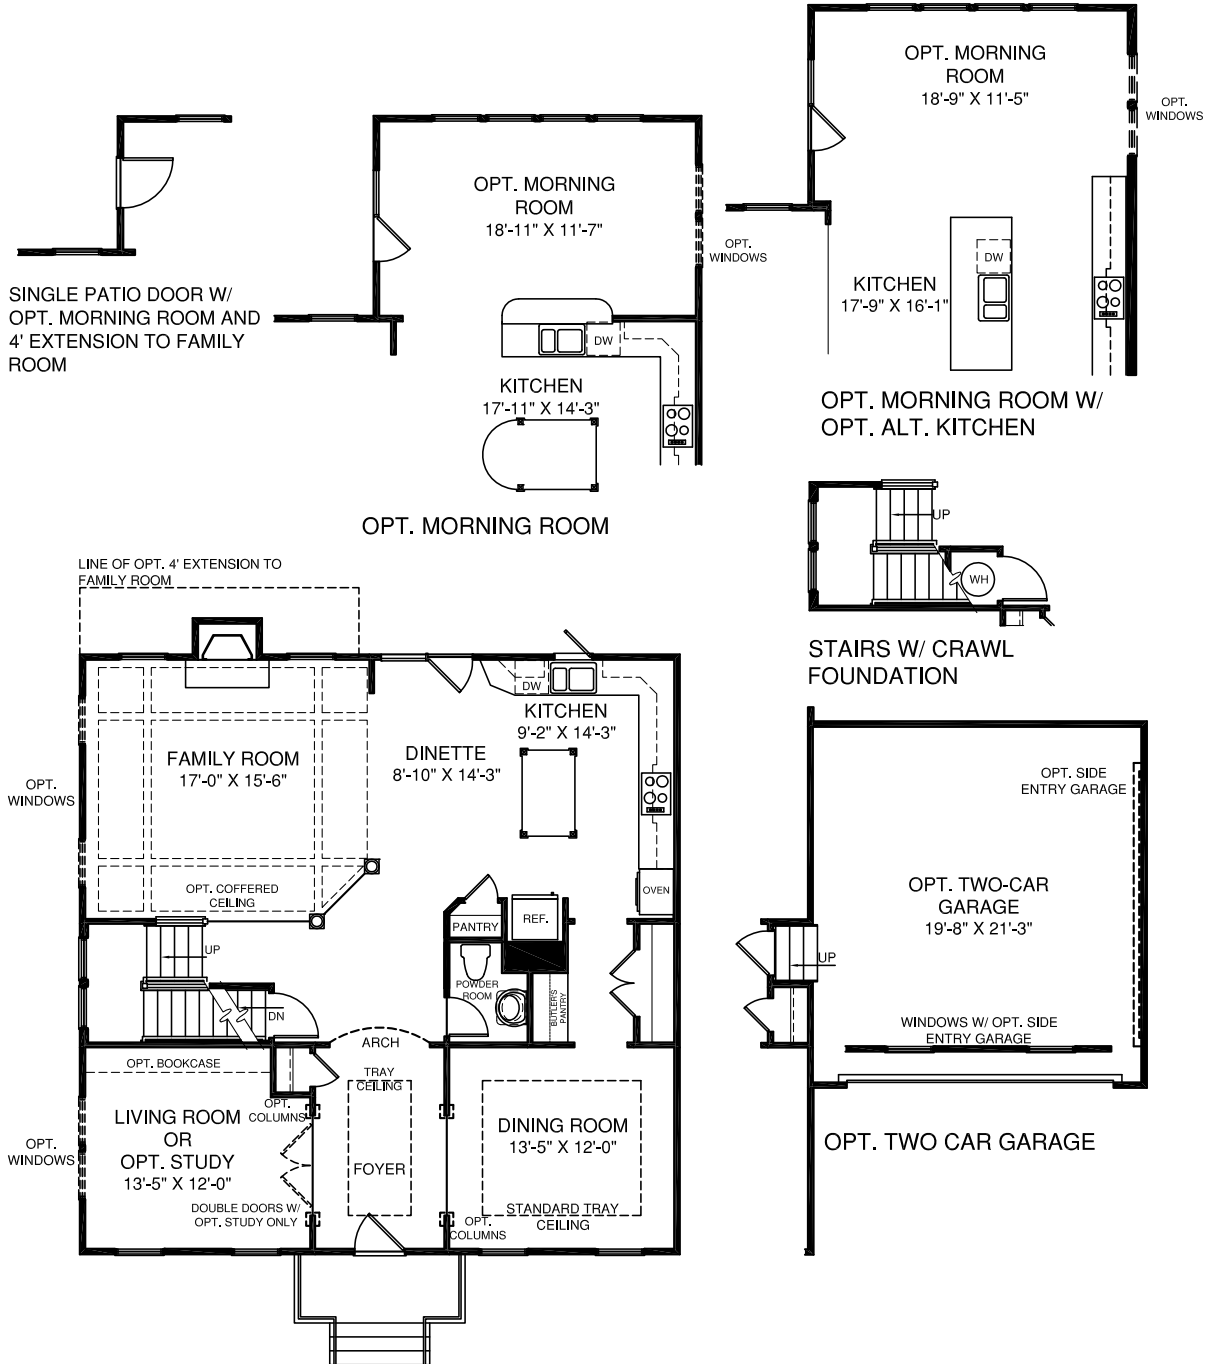 OPT. MORNING
ROOM
18'-9" X 11'-5"
OPT.
WINDOWS
DW
KITCHEN
17'-9" X 16'-1"
OPT. MORNING ROOM W/
OPT. ALT. KITCHEN
SINGLE PATIO DOOR W/
OPT. MORNING ROOM AND
4' EXTENSION TO FAMILY
ROOM
OPT. MORNING
ROOM
18'-11" X 11'-7"
OPT.
WINDOWS
DW
KITCHEN
17'-11" X 14'-3"
OPT. MORNING ROOM
UP
WH
STAIRS W/ CRAWL
FOUNDATION
LINE OF OPT. 4' EXTENSION TO
FAMILY ROOM
DW
KITCHEN
9'-2" X 14'-3"
FAMILY ROOM
17'-0" X 15'-6"
DINETTE
8'-10" X 14'-3"
OPT.
WINDOWS
OPT. COFFERED
CEILING
OVEN
REF.
PANTRY
UP
DN
POWDER
ROOM
BUTLER'S
PANTRY
ARCH
OPT. BOOKCASE
TRAY
CEILING
OPT.
COLUMNS
LIVING ROOM
OR
OPT. STUDY
13'-5" X 12'-0"
OPT.
WINDOWS
DOUBLE DOORS W/
OPT. STUDY ONLY
FOYER
DINING ROOM
13'-5" X 12'-0"
STANDARD TRAY
CEILING
OPT.
COLUMNS
OPT. SIDE
ENTRY GARAGE
OPT. TWO-CAR
GARAGE
19'-8" X 21'-3"
UP
WINDOWS W/ OPT. SIDE
ENTRY GARAGE
OPT. TWO CAR GARAGE